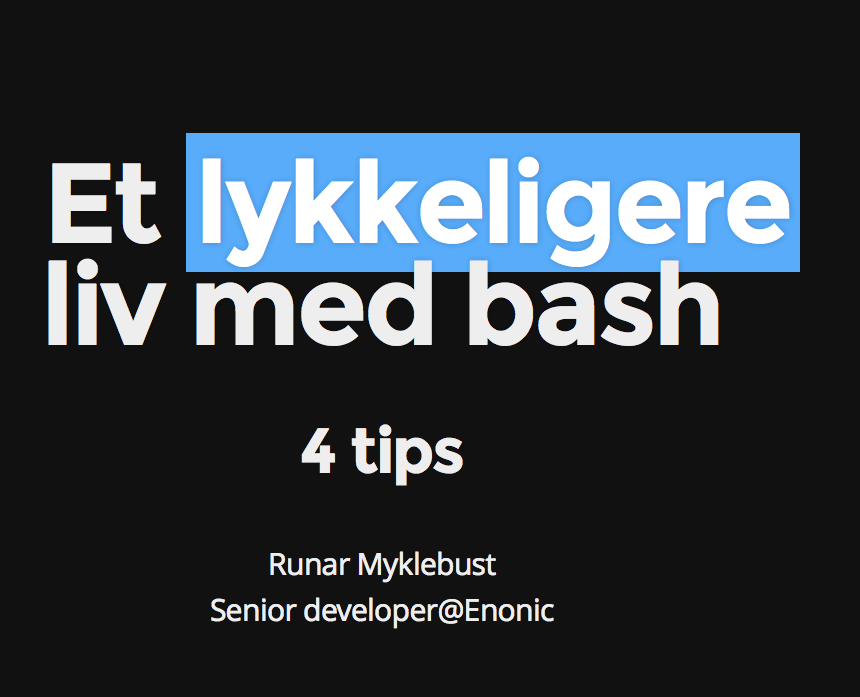 Et lykkeligere
liv med bash
4 tips
Runar Myklebust
Senior developer@Enonic